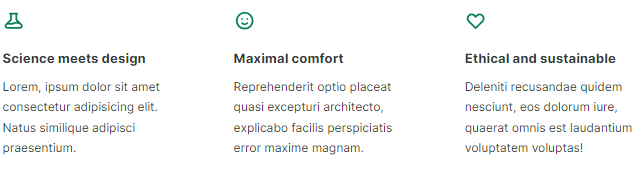 Science meets design
Lorem, ipsum dolor sit amet
consectetur adipisicing elit.
Natus similique adipisci
praesentium.
Maximal comfort
Reprehenderit optio placeat
quasi excepturi architecto,
explicabo facilis perspiciatis
error maxime magnam.
Ethical and sustainable
Deleniti recusandae quidem
nesciunt, eos dolorum iure,
quaerat omnis est laudantium
voluptatem voluptas!